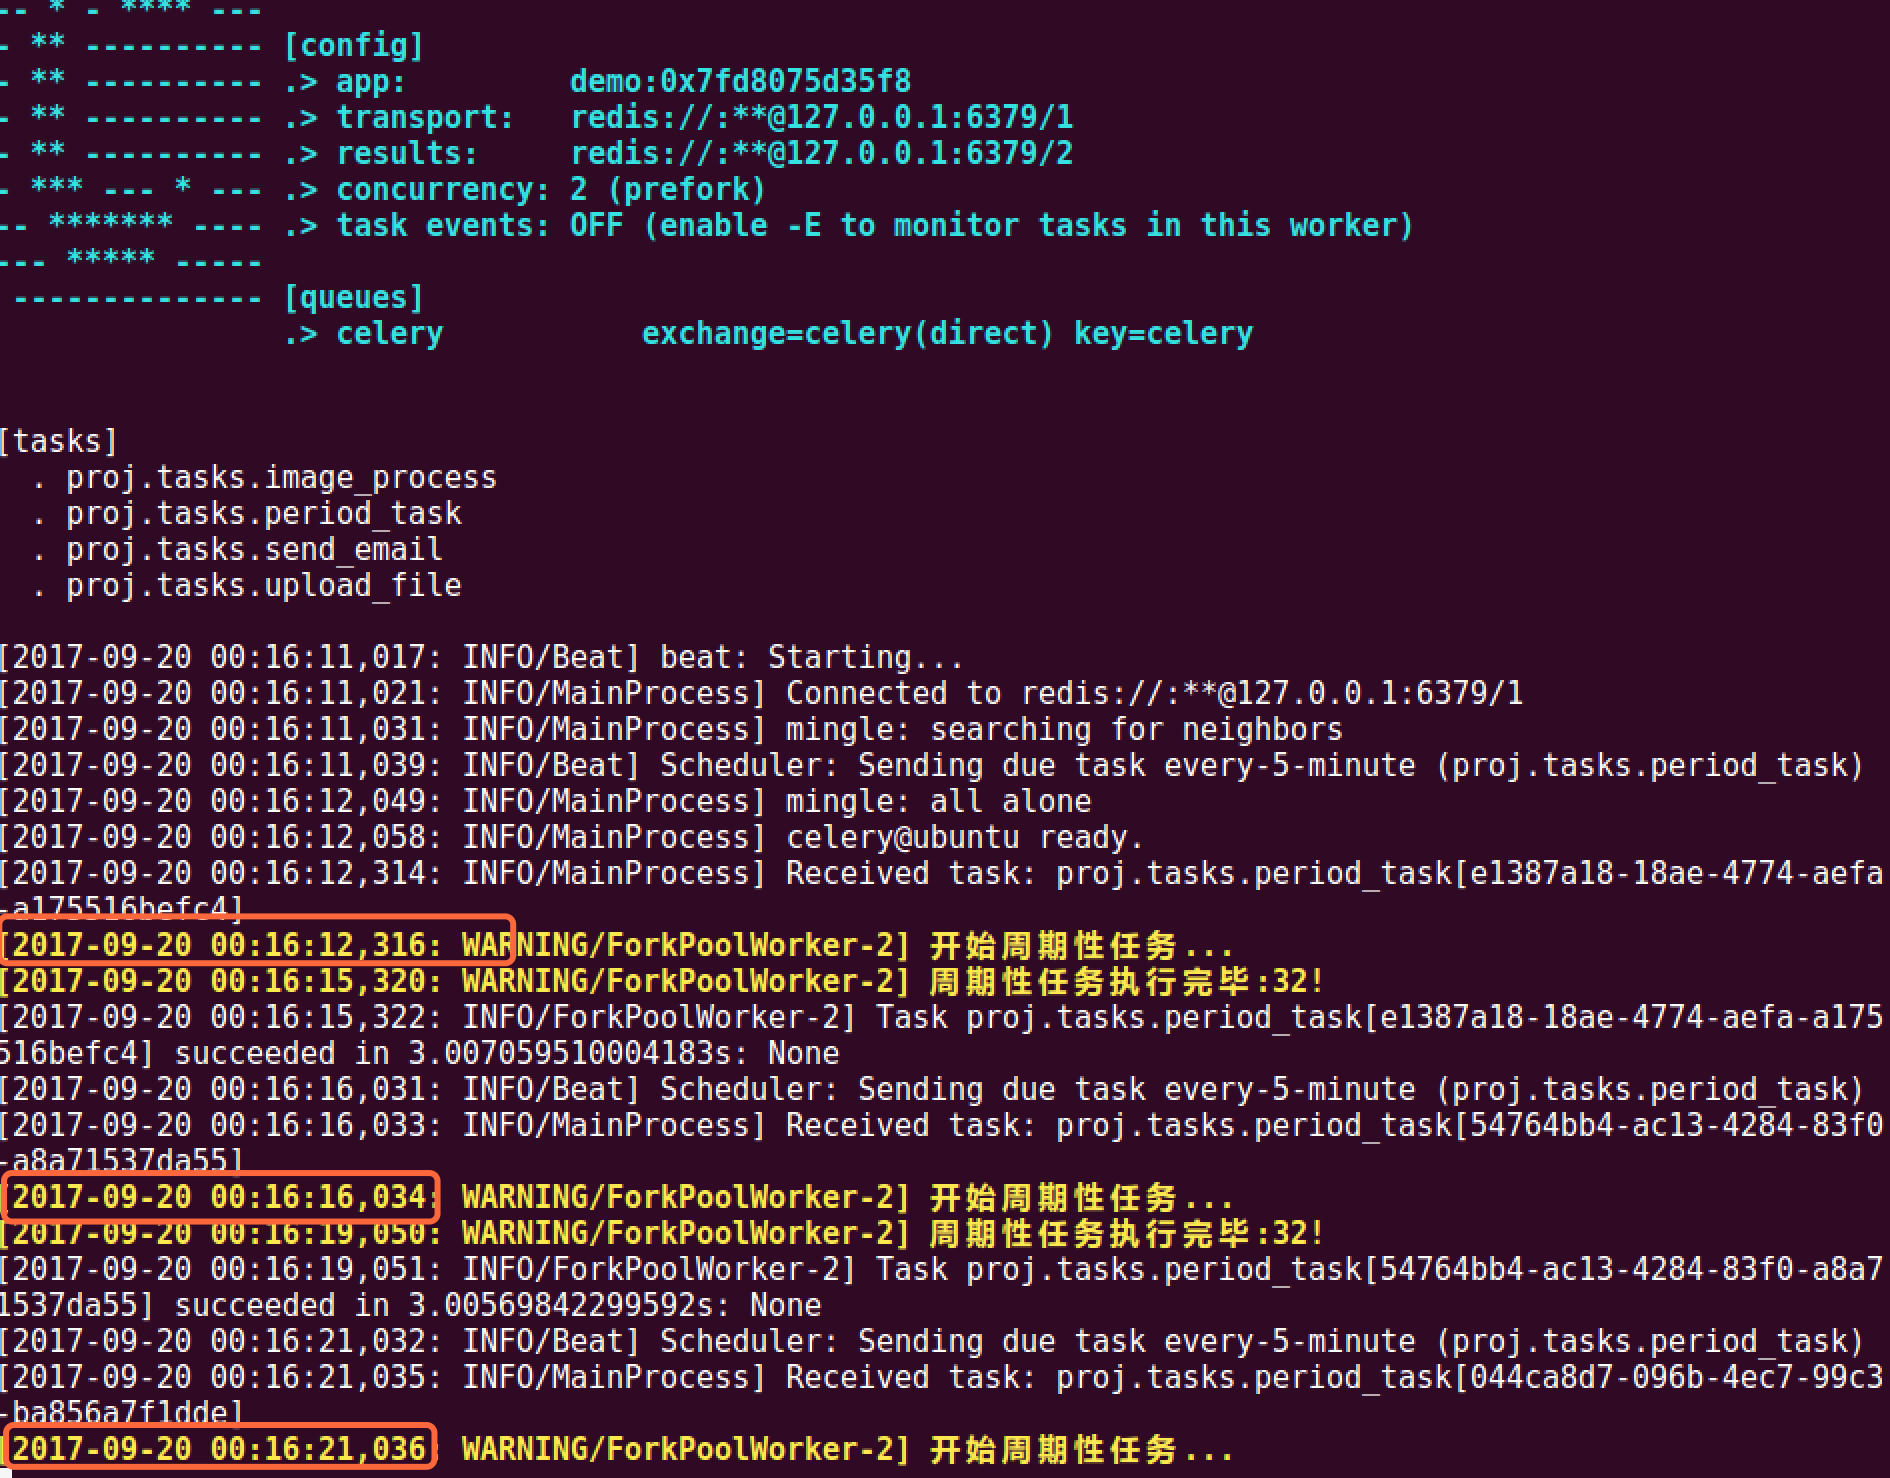 -- * - **** ---
- ** ---------- [config]
- ** ---------- .> app:         demo:0x7fd8075d35f8
- ** ---------- .> transport:   redis://:**@127.0.0.1:6379/1
- ** ---------- .> results:     redis://:**@127.0.0.1:6379/2
- *** --- * --- .> concurrency: 2 (prefork)
-- ******* ---- .> task events: OFF (enable -E to monitor tasks in this worker)
--- ***** -----
 -------------- [queues]
                .> celery           exchange=celery(direct) key=celery
[tasks]
  . proj.tasks.image_process
  . proj.tasks.period_task
  . proj.tasks.send_email
  . proj.tasks.upload_file
[2017-09-20 00:16:11,017: INFO/Beat] beat: Starting...
[2017-09-20 00:16:11,021: INFO/MainProcess] Connected to redis://:**@127.0.0.1:6379/1
[2017-09-20 00:16:11,031: INFO/MainProcess] mingle: searching for neighbors
[2017-09-20 00:16:11,039: INFO/Beat] Scheduler: Sending due task every-5-minute (proj.tasks.period_task)
[2017-09-20 00:16:12,049: INFO/MainProcess] mingle: all alone
[2017-09-20 00:16:12,058: INFO/MainProcess] celery@ubuntu ready.
[2017-09-20 00:16:12,314: INFO/MainProcess] Received task: proj.tasks.period_task[e1387a18-18ae-4774-aefa
-a175516befc4]
[2017-09-20 00:16:12,316: WARNING/ForkPoolWorker-2] 开始周期性任务...
[2017-09-20 00:16:15,320: WARNING/ForkPoolWorker-2] 周期性任务执行完毕:32!
[2017-09-20 00:16:15,322: INFO/ForkPoolWorker-2] Task proj.tasks.period_task[e1387a18-18ae-4774-aefa-a175
516befc4] succeeded in 3.007059510004183s: None
[2017-09-20 00:16:16,031: INFO/Beat] Scheduler: Sending due task every-5-minute (proj.tasks.period_task)
[2017-09-20 00:16:16,033: INFO/MainProcess] Received task: proj.tasks.period_task[54764bb4-ac13-4284-83f0
-a8a71537da55]
[2017-09-20 00:16:16,034: WARNING/ForkPoolWorker-2] 开始周期性任务...
[2017-09-20 00:16:19,050: WARNING/ForkPoolWorker-2] 周期性任务执行完毕:32!
[2017-09-20 00:16:19,051: INFO/ForkPoolWorker-2] Task proj.tasks.period_task[54764bb4-ac13-4284-83f0-a8a7
1537da55] succeeded in 3.00569842299592s: None
[2017-09-20 00:16:21,032: INFO/Beat] Scheduler: Sending due task every-5-minute (proj.tasks.period_task)
[2017-09-20 00:16:21,035: INFO/MainProcess] Received task: proj.tasks.period_task[044ca8d7-096b-4ec7-99c3
-ba856a7f1dde]
[2017-09-20 00:16:21,036: WARNING/ForkPoolWorker-2] 开始周期性任务...